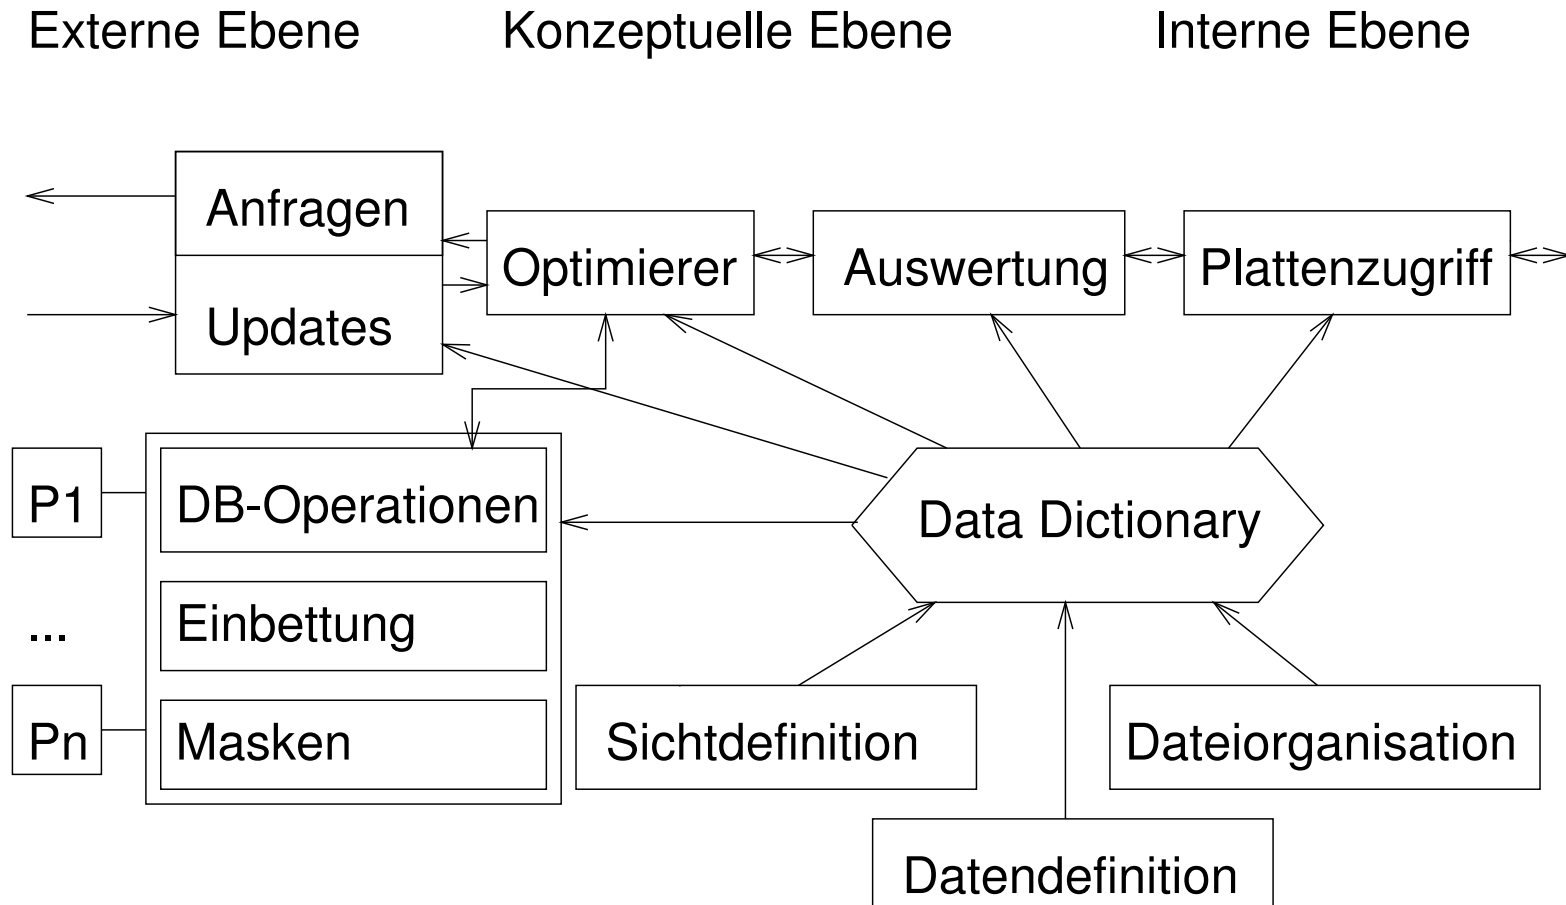 Externe Ebene
Konzeptuelle Ebene
Interne Ebene
Anfragen
Optimierer
Auswertung
Plattenzugriff
Updates
P1
DB-Operationen
Data Dictionary
...
Einbettung
Pn
Masken
Sichtdefinition
Dateiorganisation
Datendefinition